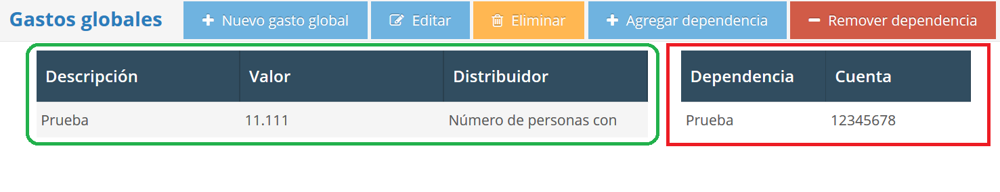 Gastos globales Nuevo gasto global Editar Eliminar Agregar dependencia Remover dependencia
Descripción Valor Distribuidor Dependencia Cuenta
Prueba 11.111 Número de personas con Prueba 12345678